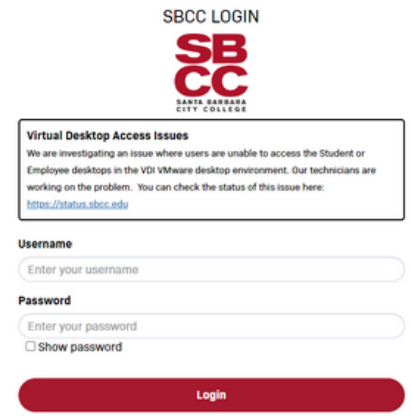 SBCC LOGIN
SB
CC
SANTA BARBARA
CITY COLLEGE
Virtual Desktop Access Issues
We are investigating an issue where users are unable to access the Student or
Employee desktops in the VDI VMware desktop environment. Our technicians are
working on the problem. You can check the status of this issue here:
https://status.sbcc.edu
Username
Enter your username
Password
Enter your password
Show password
Login